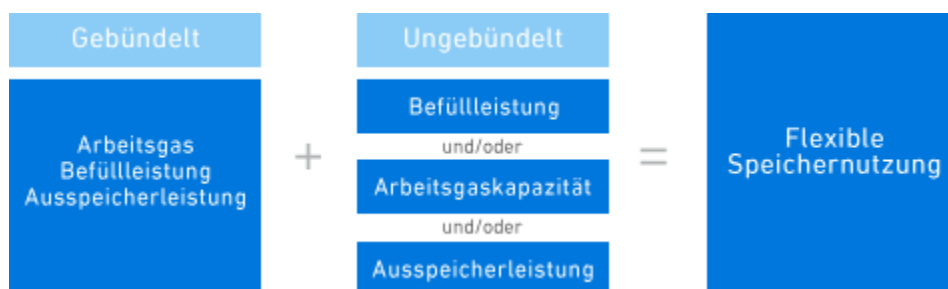 Gebündelt
Arbeitsgas
Befüllleistung
Ausspeicherleistung
+
Ungebündelt
Befüllleistung
und/oder
Arbeitsgaskapazität
und/oder
Ausspeicherleistung
=
Flexible
Speichernutzung